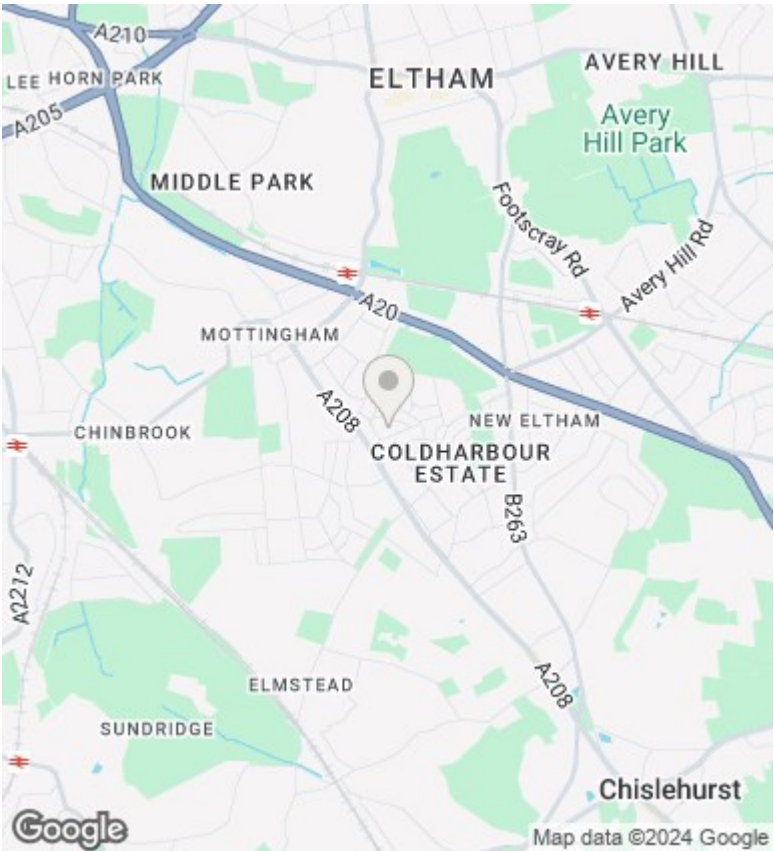 A210
ELTHAM
AVERY HILL
LEE
HORN PARK
A205
Avery
Hill Park
MIDDLE PARK
Footscray Rd
Avery Hill Rd
A20
MOTTINGHAM
A208
NEW ELTHAM
CHINBROOK
COLDHARBOUR
ESTATE
B263
A2212
A208
ELMSTEAD
SUNDRIDGE
Chislehurst
Google
Map data ©2024 Google